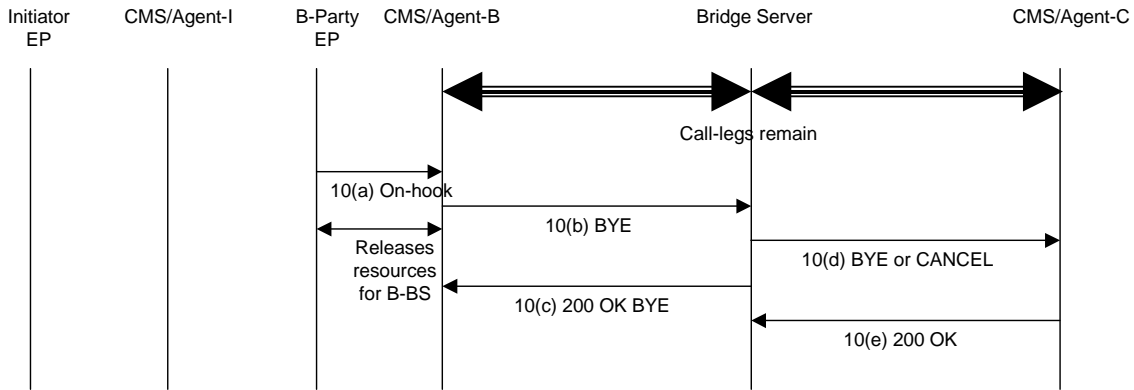 Initiator
EP
CMS/Agent-I
B-Party
EP
CMS/Agent-B
Bridge Server
CMS/Agent-C
Call-legs remain
10(a) On-hook
10(b) BYE
Releases
resources
for B-BS
10(d) BYE or CANCEL
10(c) 200 OK BYE
10(e) 200 OK